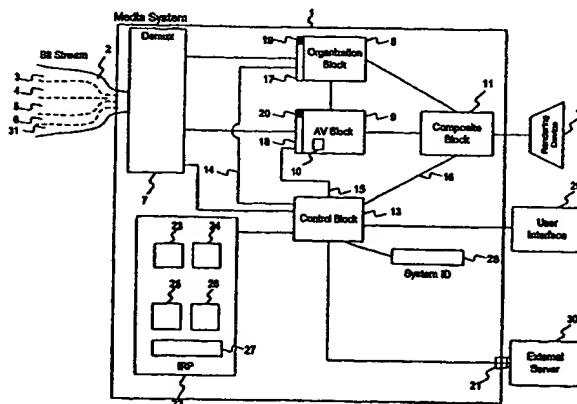 1
Media System
Demux
Bit Stream
2
3
4
5
6
31
7
19
Organization
Block
8
17
20
AV Block
9
18
10
11
Composite
Block
Rendering
Device
14
15
16
Control Block
13
User
Interface
System ID
28
23
24
25
26
27
IRP
30
External
Server
21